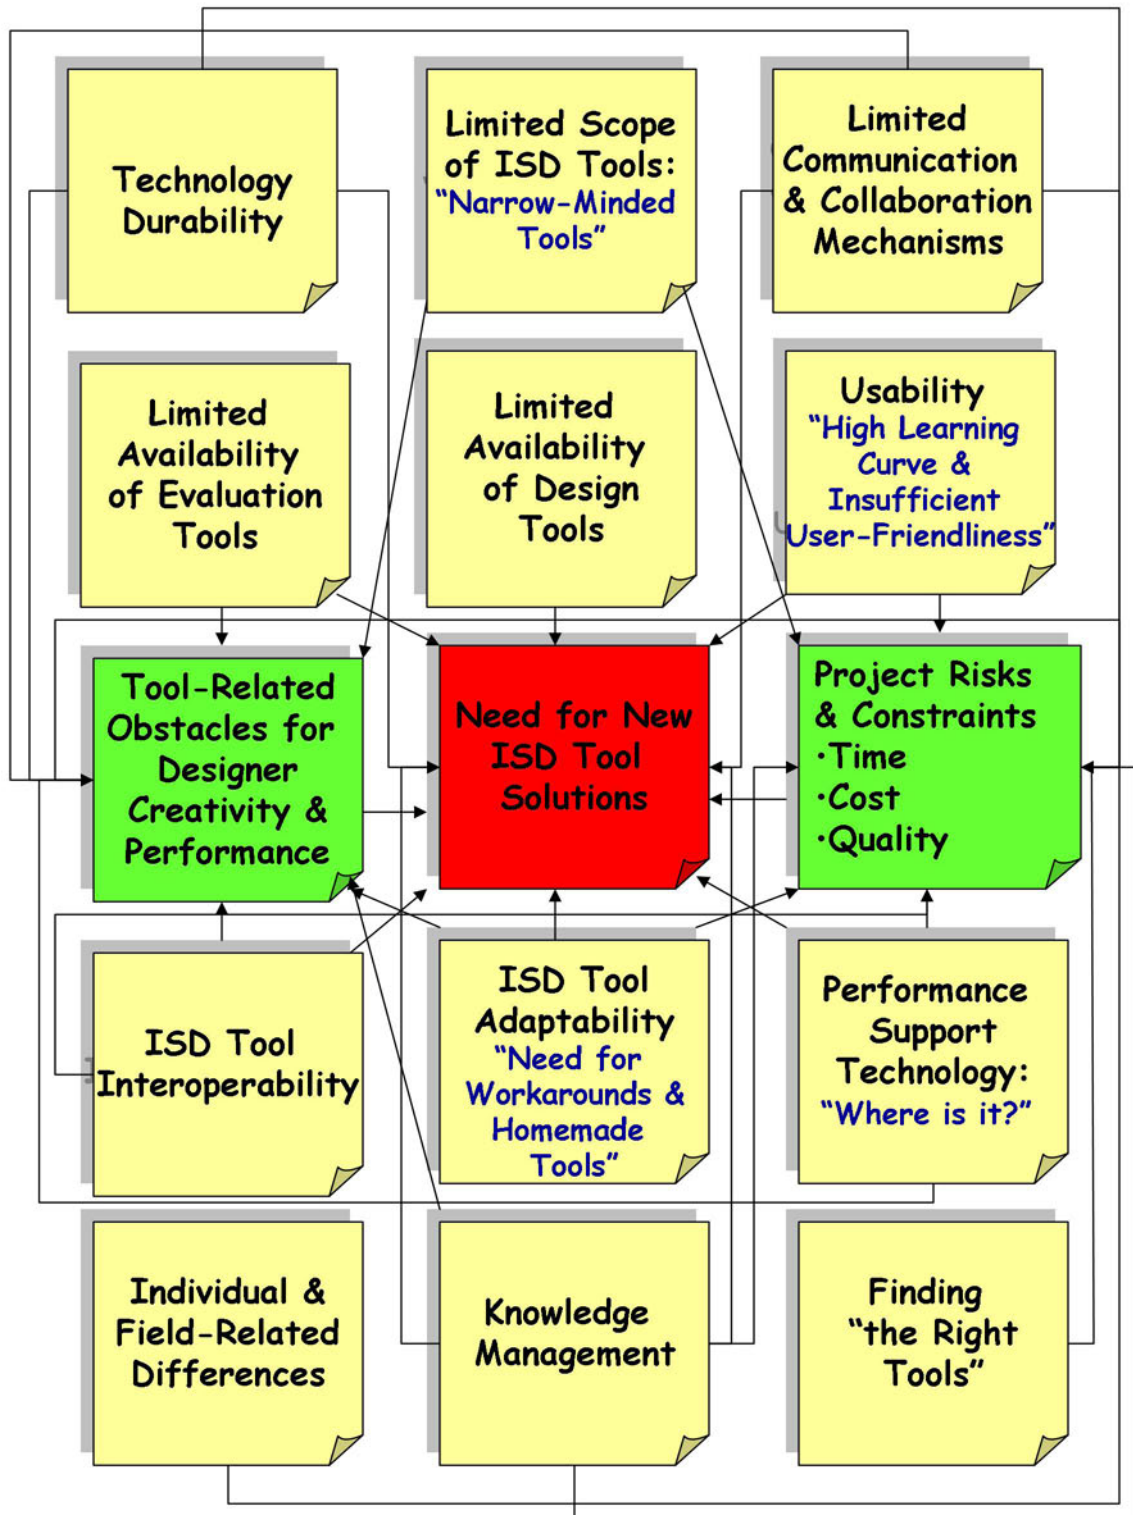 Technology
Durability
Limited Scope
of ISD Tools:
“Narrow-Minded
Tools”
Limited
Communication
& Collaboration
Mechanisms
Limited
Availability
of Evaluation
Tools
Limited
Availability
of Design
Tools
Usability
“High Learning
Curve &
Insufficient
User-Friendliness”
Tool-Related
Obstacles for
Designer
Creativity &
Performance
Need for New
ISD Tool
Solutions
Project Risks
& Constraints
·Time
·Cost
·Quality
ISD Tool
Interoperability
ISD Tool
Adaptability
“Need for
Workarounds &
Homemade
Tools”
Performance
Support
Technology:
“Where is it?”
Individual &
Field-Related
Differences
Knowledge
Management
Finding
“the Right
Tools”